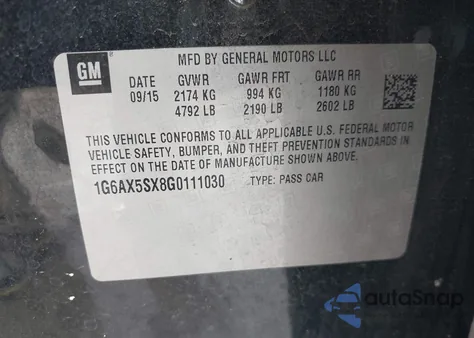 GM
MFD BY GENERAL MOTORS LLC
DATE GVWR GAWR FRT GAWR RR
09/15 2174 KG 994 KG 1180 KG
4792 LB 2190 LB 2602 LB
THIS VEHICLE CONFORMS TO ALL APPLICABLE U.S. FEDERAL MOTOR
VEHICLE SAFETY, BUMPER, AND THEFT PREVENTION STANDARDS IN
EFFECT ON THE DATE OF MANUFACTURE SHOWN ABOVE.
1G6AX5SX8G0111030 TYPE: PASS CAR
autoSnap